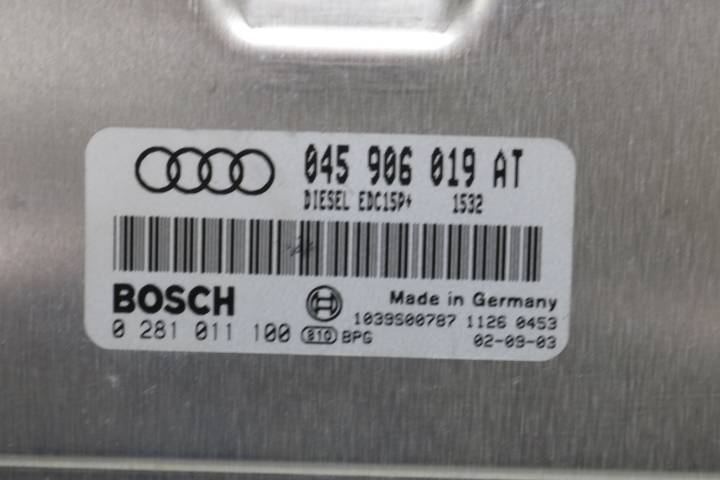 045 906 019 AT
DIESEL EDC15P+ 1532
BOSCH
Made in Germany
1039S00787 1126 0453
0 281 011 100 810 BPG
02-09-03